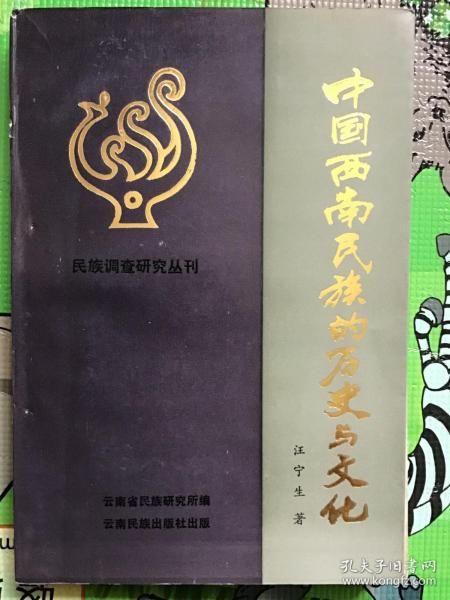 中国西南民族的历史与文化
汪宁生 著
民族调查研究丛刊
云南省民族研究所编
云南民族出版社出版
孔夫子旧书网
www.kongfz.com